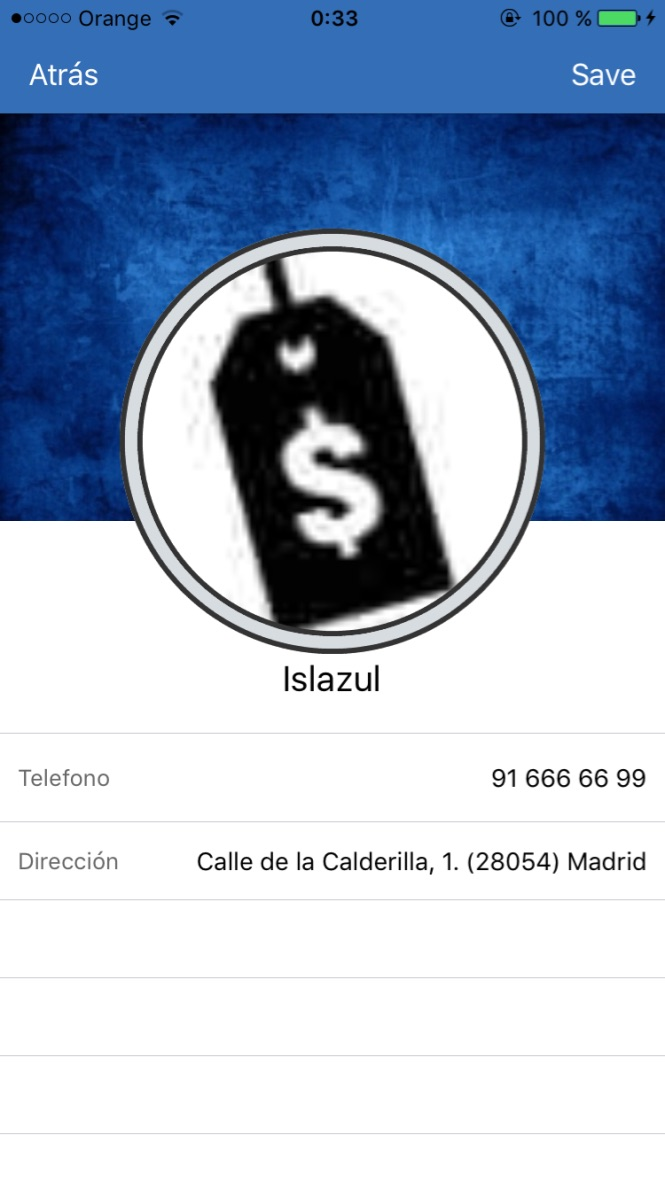 Orange 0:33 100 %
Atrás Save
$
Islazul
Telefono 91 666 66 99
Dirección Calle de la Calderilla, 1. (28054) Madrid